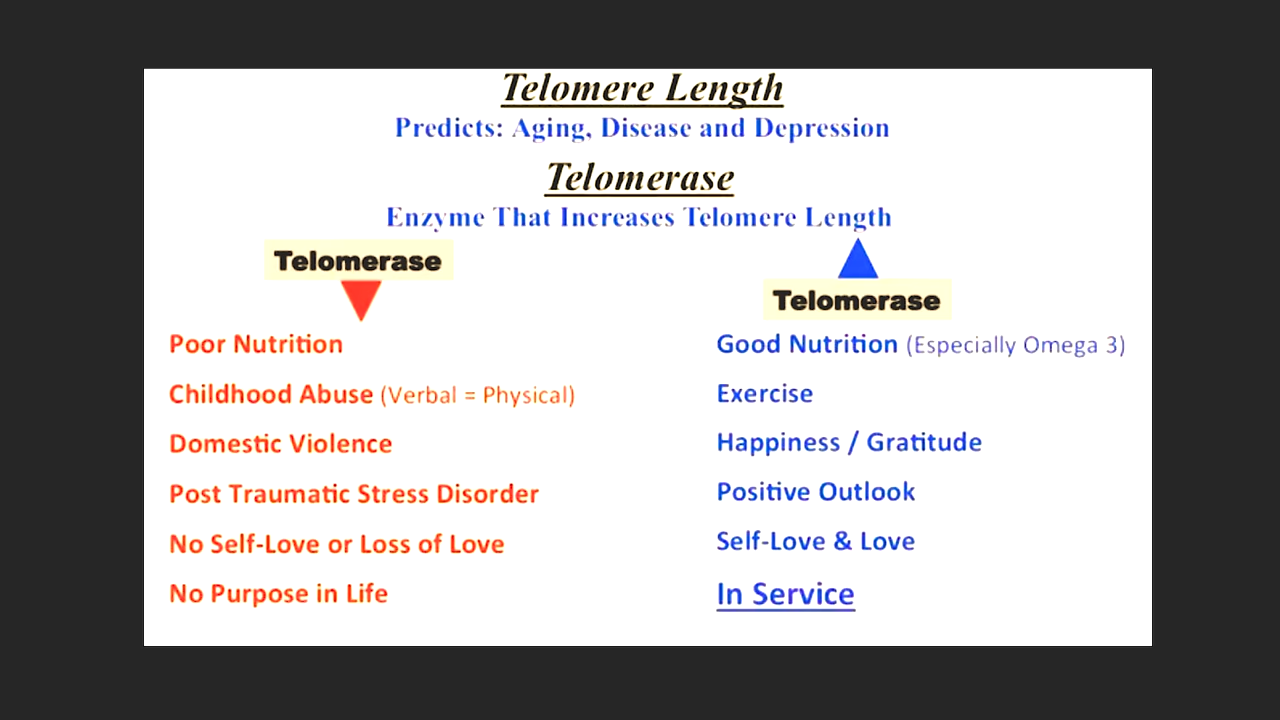 Telomere Length
Predicts: Aging, Disease and Depression
Telomerase
Enzyme That Increases Telomere Length
Telomerase
Poor Nutrition
Childhood Abuse (Verbal = Physical)
Domestic Violence
Post Traumatic Stress Disorder
No Self-Love or Loss of Love
No Purpose in Life
Telomerase
Good Nutrition (Especially Omega 3)
Exercise
Happiness / Gratitude
Positive Outlook
Self-Love & Love
In Service